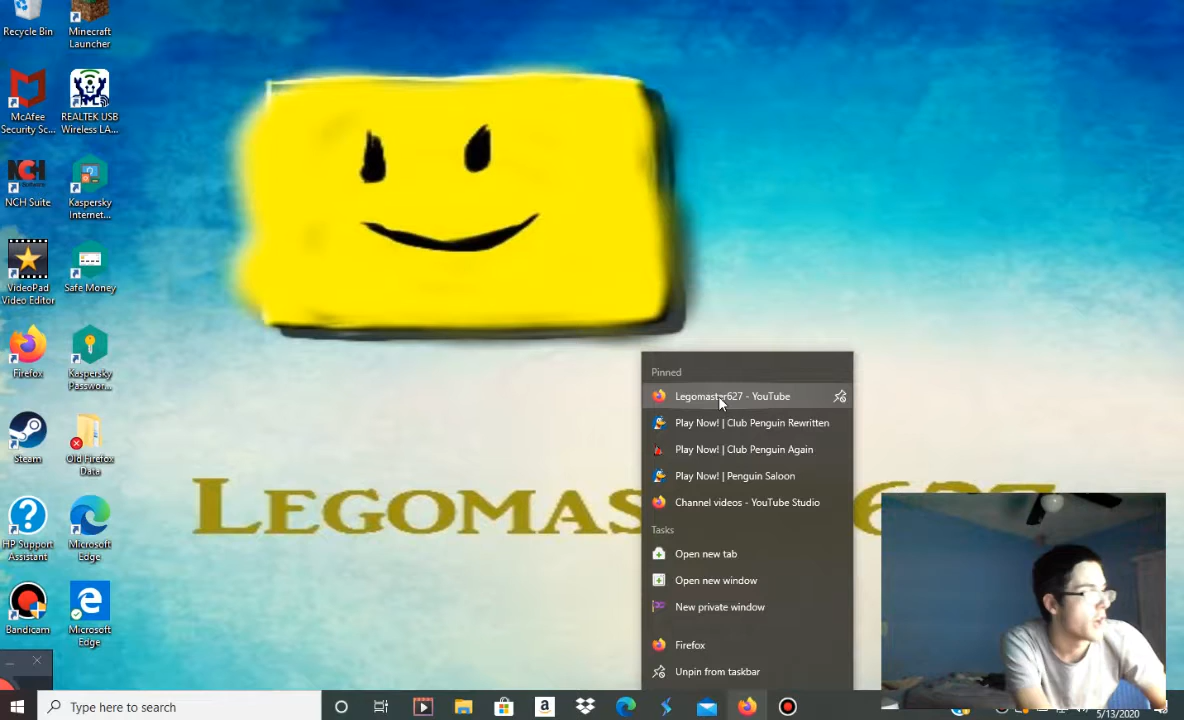 Recycle Bin
Minecraft
Launcher
McAfee
Security Sc...
REALTEK USB
Wireless LA...
NCH
NCH Suite
Kaspersky
Internet...
VideoPad
Video Editor
Safe Money
Firefox
Kaspersky
Passwor...
Steam
Old Firefox
Data
HP Support
Assistant
Microsoft
Edge
Bandicam
Microsoft
Edge
LEGOMAS
627
Pinned
Legomaster627 - YouTube
Play Now! | Club Penguin Rewritten
Play Now! | Club Penguin Again
Play Now! | Penguin Saloon
Channel videos - YouTube Studio
Tasks
Open new tab
Open new window
New private window
Firefox
Unpin from taskbar
Type here to search
5/13/2020